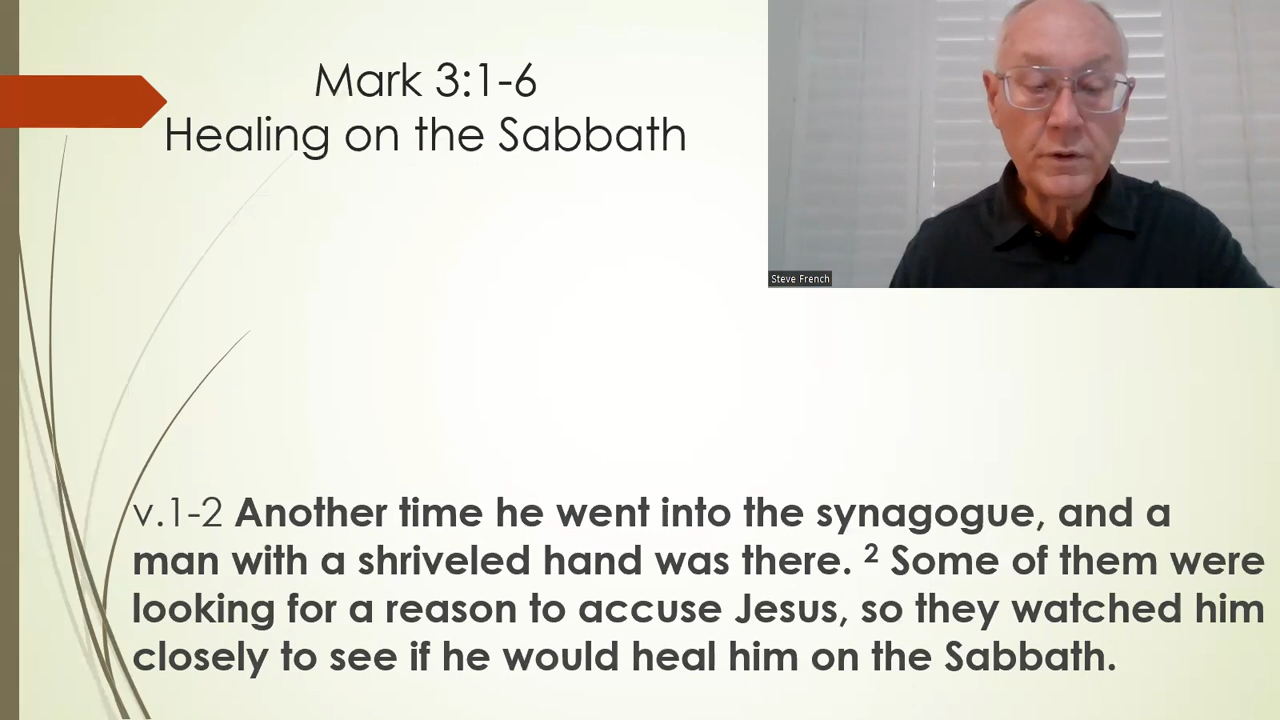 Mark 3:1-6
Healing on the Sabbath
Steve French
v.1-2 Another time he went into the synagogue, and a
man with a shriveled hand was there. ² Some of them were
looking for a reason to accuse Jesus, so they watched him
closely to see if he would heal him on the Sabbath.